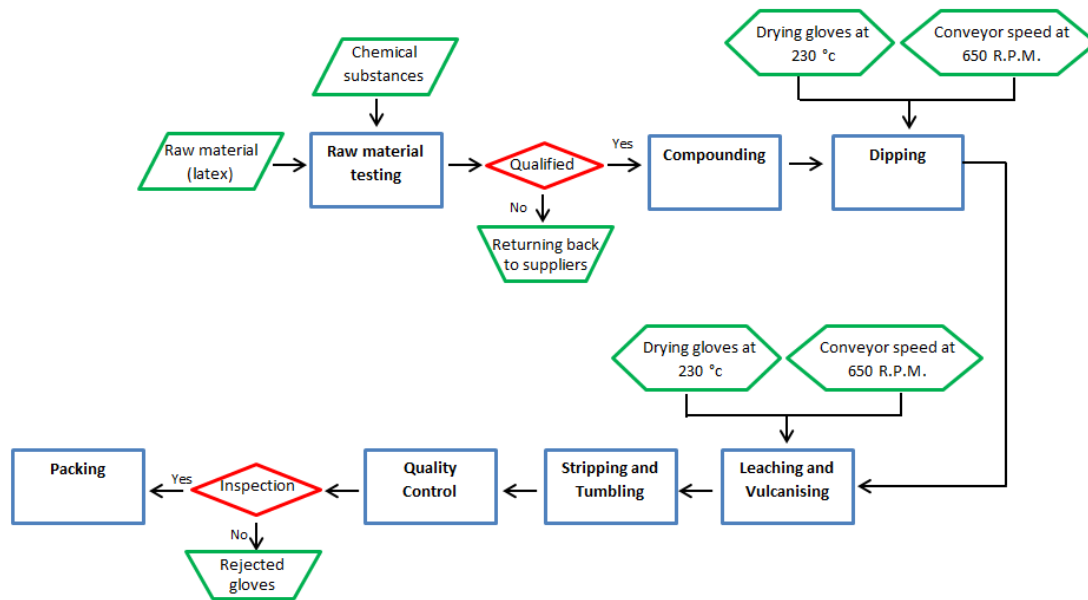 Drying gloves at
230 °c
Conveyor speed at
650 R.P.M.
Chemical
substances
Raw material
(latex)
Raw material
testing
Qualified
Yes
Compounding
Dipping
No
Returning back
to suppliers
Drying gloves at
230 °c
Conveyor speed at
650 R.P.M.
Packing
Yes
Inspection
Quality
Control
Stripping and
Tumbling
Leaching and
Vulcanising
No
Rejected
gloves